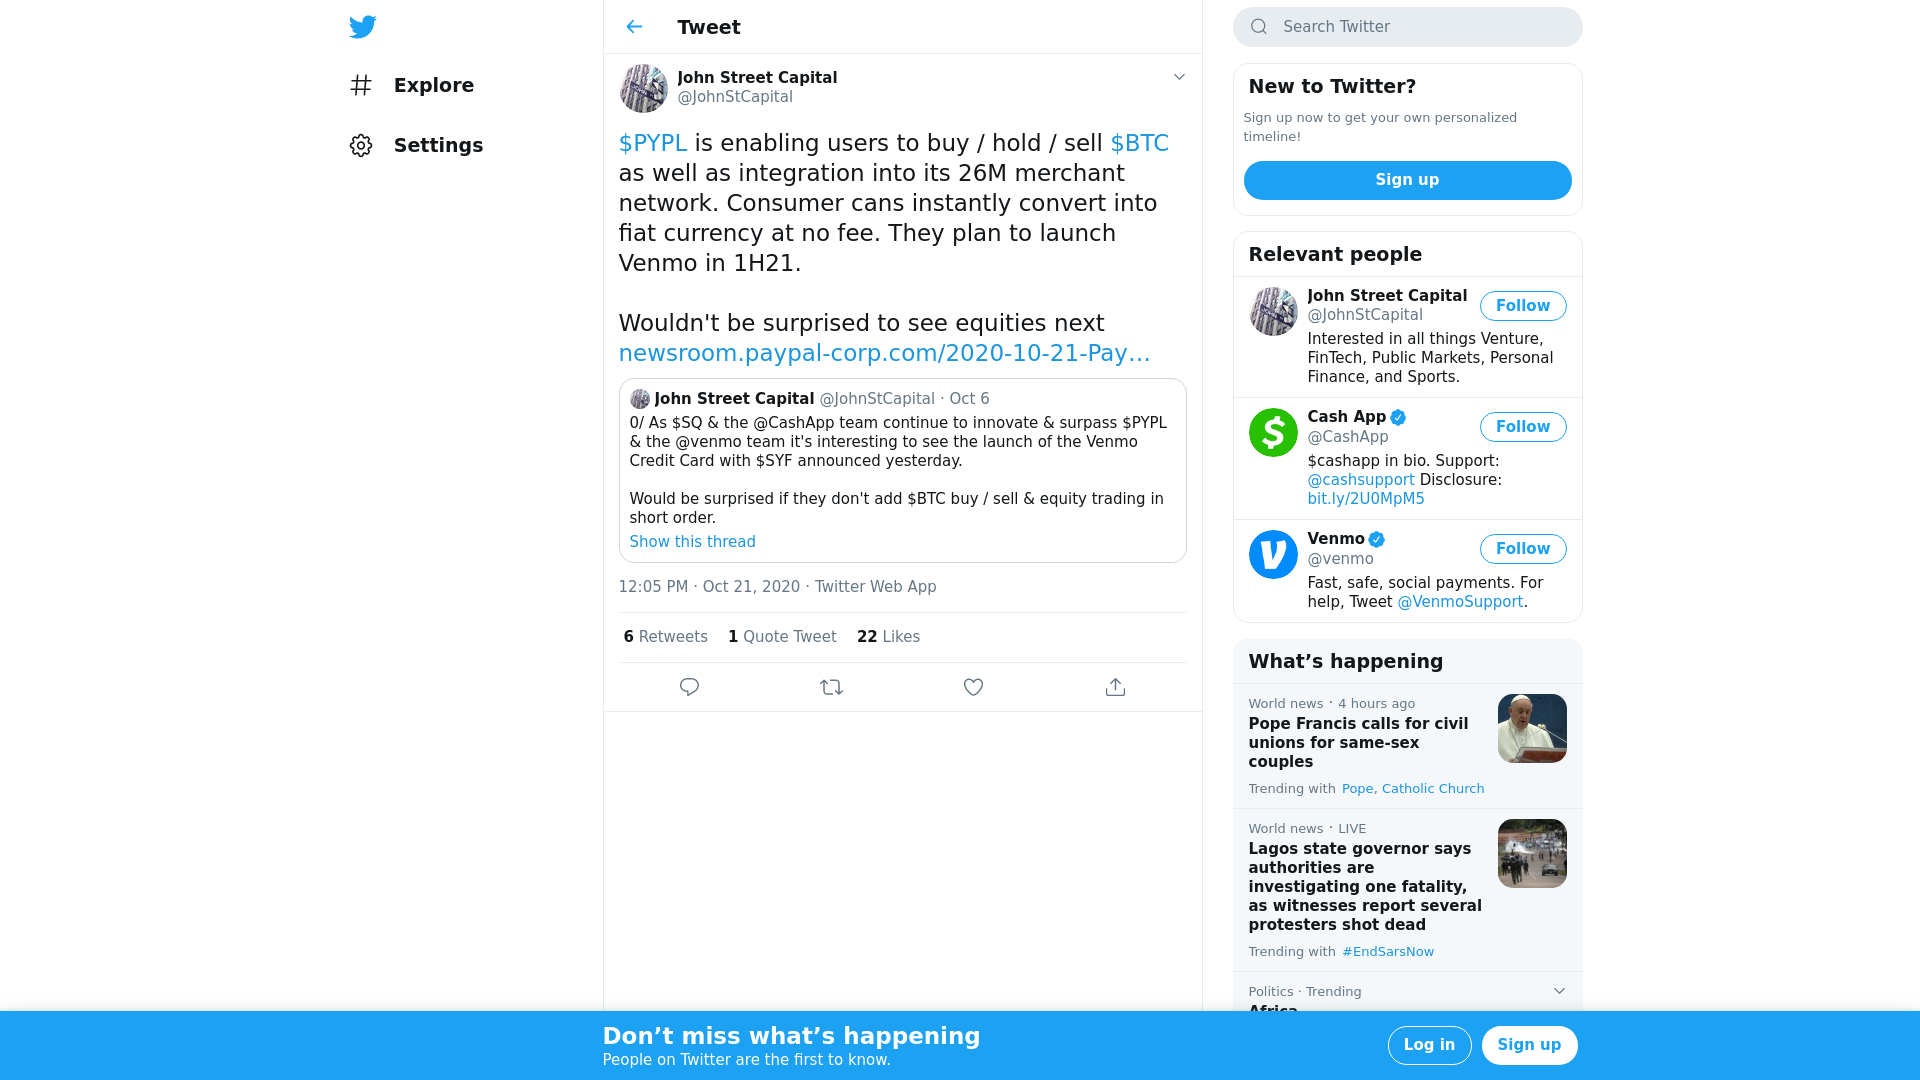 Explore
Settings
Tweet
John Street Capital
@JohnStCapital
$PYPL is enabling users to buy / hold / sell $BTC
as well as integration into its 26M merchant
network. Consumer cans instantly convert into
fiat currency at no fee. They plan to launch
Venmo in 1H21.
Wouldn't be surprised to see equities next
newsroom.paypal-corp.com/2020-10-21-Pay…
John Street Capital @JohnStCapital · Oct 6
0/ As $SQ & the @CashApp team continue to innovate & surpass $PYPL
& the @venmo team it's interesting to see the launch of the Venmo
Credit Card with $SYF announced yesterday.
Would be surprised if they don't add $BTC buy / sell & equity trading in
short order.
Show this thread
12:05 PM · Oct 21, 2020 · Twitter Web App
6 Retweets 1 Quote Tweet 22 Likes
Search Twitter
New to Twitter?
Sign up now to get your own personalized
timeline!
Sign up
Relevant people
John Street Capital
@JohnStCapital
Follow
Interested in all things Venture,
FinTech, Public Markets, Personal
Finance, and Sports.
Cash App
@CashApp
Follow
$cashapp in bio. Support:
@cashsupport Disclosure:
bit.ly/2U0MpM5
Venmo
@venmo
Follow
Fast, safe, social payments. For
help, Tweet @VenmoSupport.
What’s happening
World news · 4 hours ago
Pope Francis calls for civil
unions for same-sex
couples
Trending with Pope, Catholic Church
World news · LIVE
Lagos state governor says
authorities are
investigating one fatality,
as witnesses report several
protesters shot dead
Trending with #EndSarsNow
Politics · Trending
Africa
Don’t miss what’s happening
People on Twitter are the first to know.
Log in
Sign up